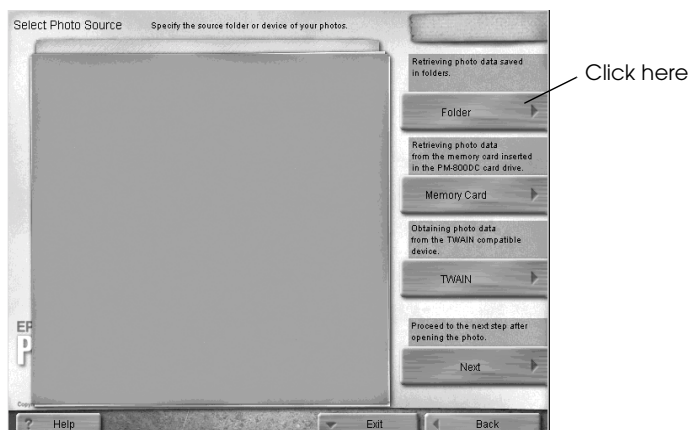 Select Photo Source
Specify the source folder or device of your photos.
Retrieving photo data saved
in folders.
Click here
Folder
Retrieving photo data
from the memory card inserted
in the PM-800DC card drive.
Memory Card
Obtaining photo data
from the TWAIN compatible
device.
TWAIN
EP
P
Proceed to the next step after
opening the photo.
Next
? Help
Exit
Back